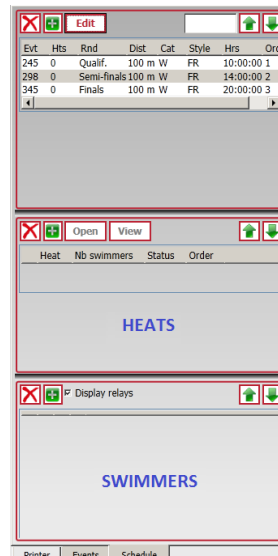 Edit
Evt Hts Rnd Dist Cat Style Hrs Ord
245 0 Qualif. 100 m W FR 10:00:00 1
298 0 Semi-finals 100 m W FR 14:00:00 2
345 0 Finals 100 m W FR 20:00:00 3
Open View
Heat Nb swimmers Status Order
HEATS
Display relays
SWIMMERS
Printer Events Schedule